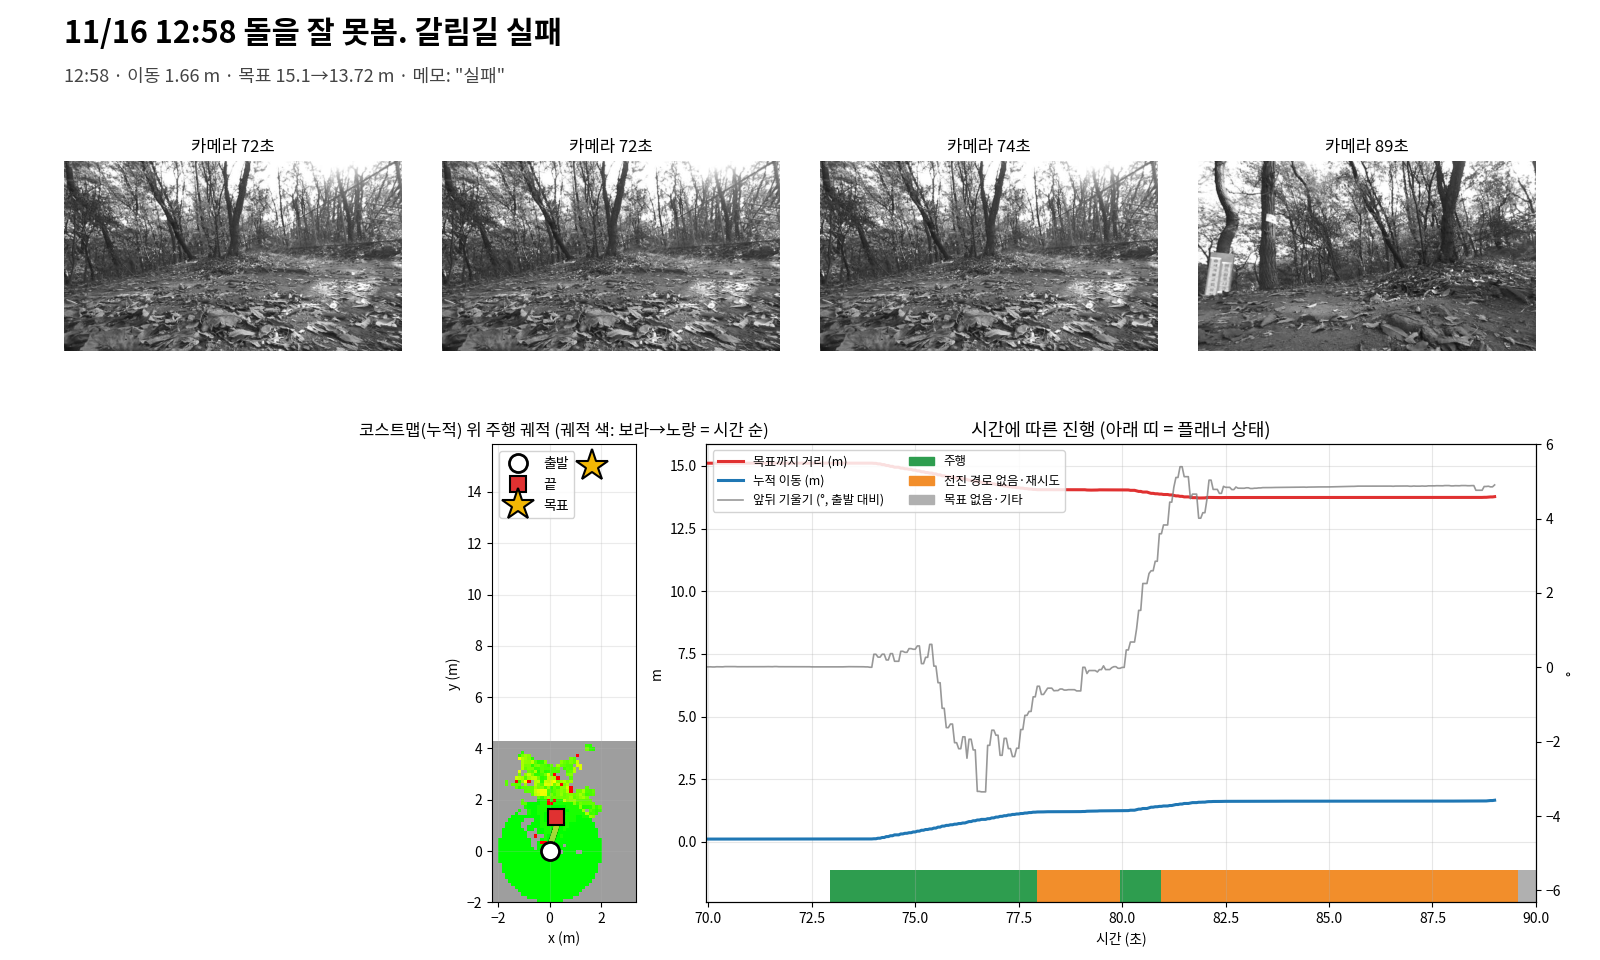 11/16 12:58 돌을 잘 못봄. 갈림길 실패
12:58 · 이동 1.66 m · 목표 15.1→13.72 m · 메모: "실패"
카메라 72초
카메라 72초
카메라 74초
카메라 89초
코스트맵(누적) 위 주행 궤적 (궤적 색: 보라→노랑 = 시간 순)
출발
끝
목표
14
12
10
8
6
4
2
0
−2
y (m)
−2 0 2
x (m)
시간에 따른 진행 (아래 띠 = 플래너 상태)
목표까지 거리 (m)
누적 이동 (m)
앞뒤 기울기 (°, 출발 대비)
주행
전진 경로 없음·재시도
목표 없음·기타
15.0
12.5
10.0
7.5
5.0
2.5
0.0
m
6
4
2
0
−2
−4
−6
°
70.0 72.5 75.0 77.5 80.0 82.5 85.0 87.5 90.0
시간 (초)